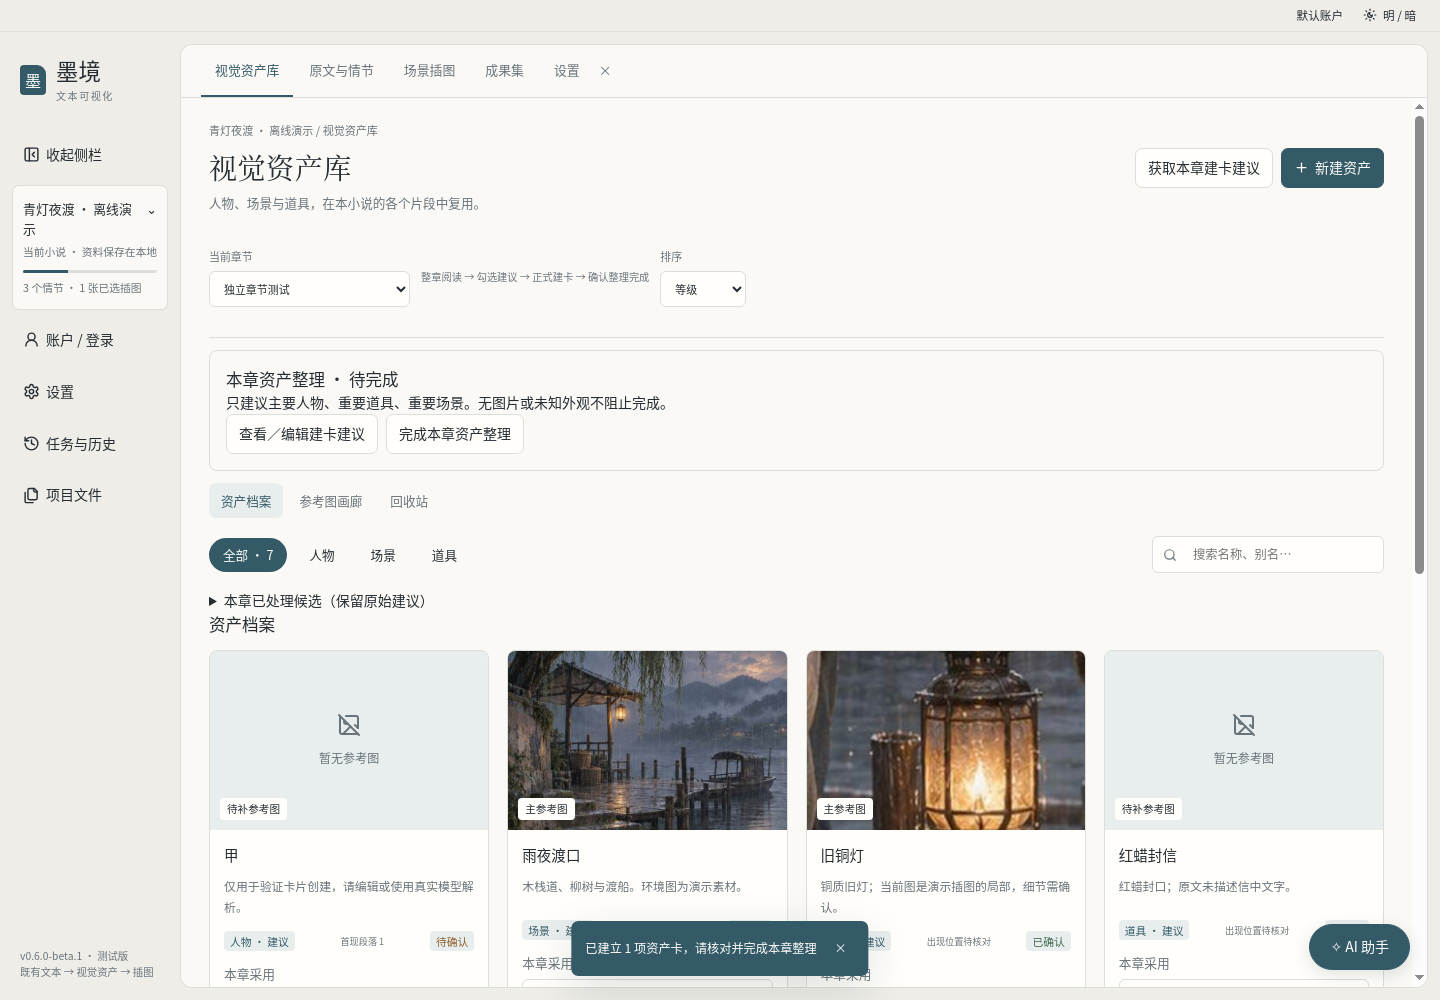 默认账户
明 / 暗
墨
墨境
文本可视化
收起侧栏
青灯夜渡 · 离线演
示
当前小说 · 资料保存在本地
3 个情节 · 1 张已选插图
账户 / 登录
设置
任务与历史
项目文件
v0.6.0-beta.1 · 测试版
既有文本 → 视觉资产 → 插图
视觉资产库
原文与情节
场景插图
成果集
设置
青灯夜渡 · 离线演示 / 视觉资产库
视觉资产库
人物、场景与道具，在本小说的各个片段中复用。
获取本章建卡建议
新建资产
当前章节
独立章节测试
整章阅读 → 勾选建议 → 正式建卡 → 确认整理完成
排序
等级
本章资产整理 · 待完成
只建议主要人物、重要道具、重要场景。无图片或未知外观不阻止完成。
查看／编辑建卡建议
完成本章资产整理
资产档案
参考图画廊
回收站
全部 · 7
人物
场景
道具
搜索名称、别名…
本章已处理候选（保留原始建议）
资产档案
暂无参考图
待补参考图
甲
仅用于验证卡片创建，请编辑或使用真实模型解
析。
人物 · 建议
首现段落 1
待确认
本章采用
主参考图
雨夜渡口
木栈道、柳树与渡船。环境图为演示素材。
场景 · 
本章采用
主参考图
旧铜灯
铜质旧灯；当前图是演示插图的局部，细节需确
认。
建议
出现位置待核对
已确认
本章采用
暂无参考图
待补参考图
红蜡封信
红蜡封口；原文未描述信中文字。
道具 · 建议
出现位置待核对
本章采用
已建立 1 项资产卡，请核对并完成本章整理
AI 助手